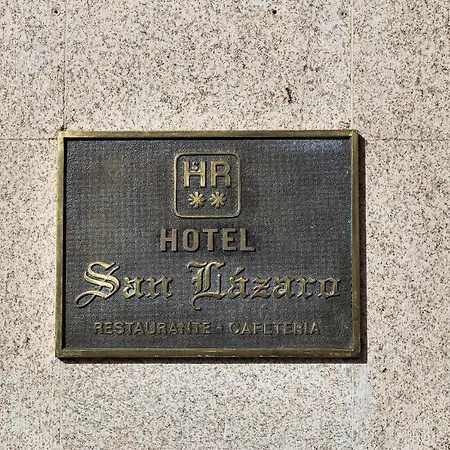 HR
**
HOTEL
San Lázaro
RESTAURANTE - CAFETERIA